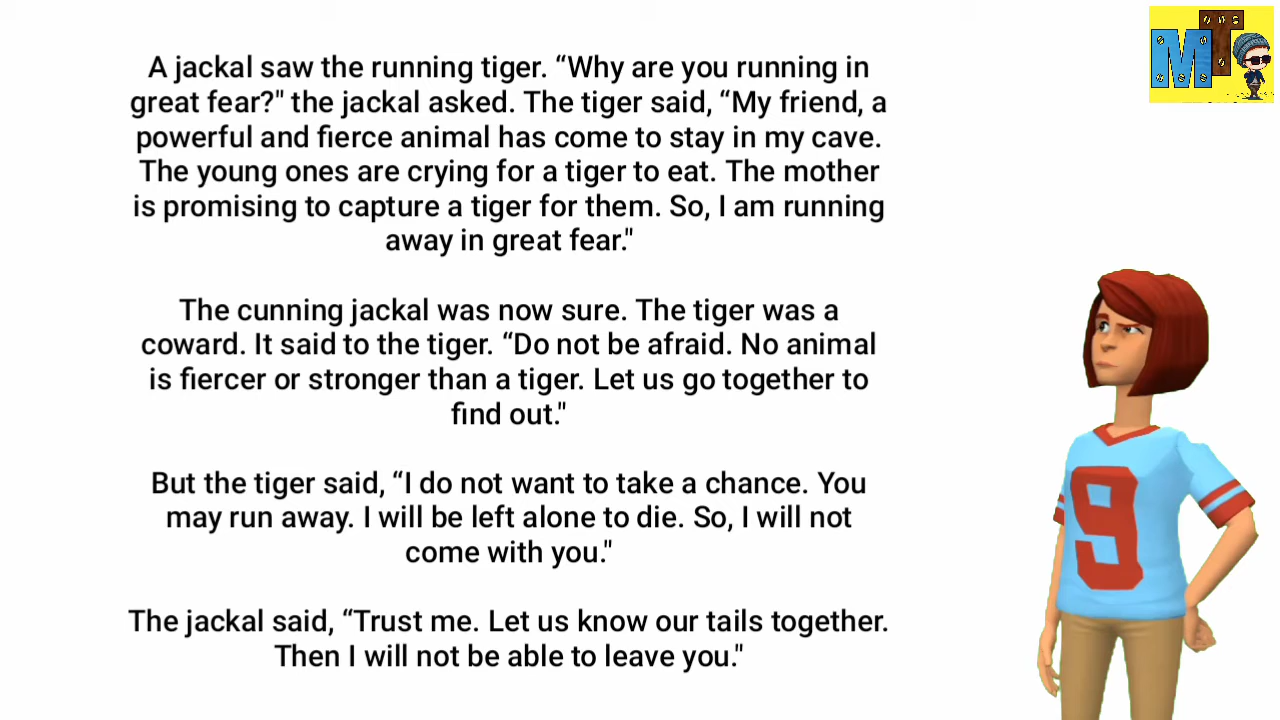 A jackal saw the running tiger. “Why are you running in
great fear?" the jackal asked. The tiger said, “My friend, a
powerful and fierce animal has come to stay in my cave.
The young ones are crying for a tiger to eat. The mother
is promising to capture a tiger for them. So, I am running
away in great fear."
The cunning jackal was now sure. The tiger was a
coward. It said to the tiger. “Do not be afraid. No animal
is fiercer or stronger than a tiger. Let us go together to
find out."
But the tiger said, “I do not want to take a chance. You
may run away. I will be left alone to die. So, I will not
come with you."
The jackal said, “Trust me. Let us know our tails together.
Then I will not be able to leave you."
MT
9